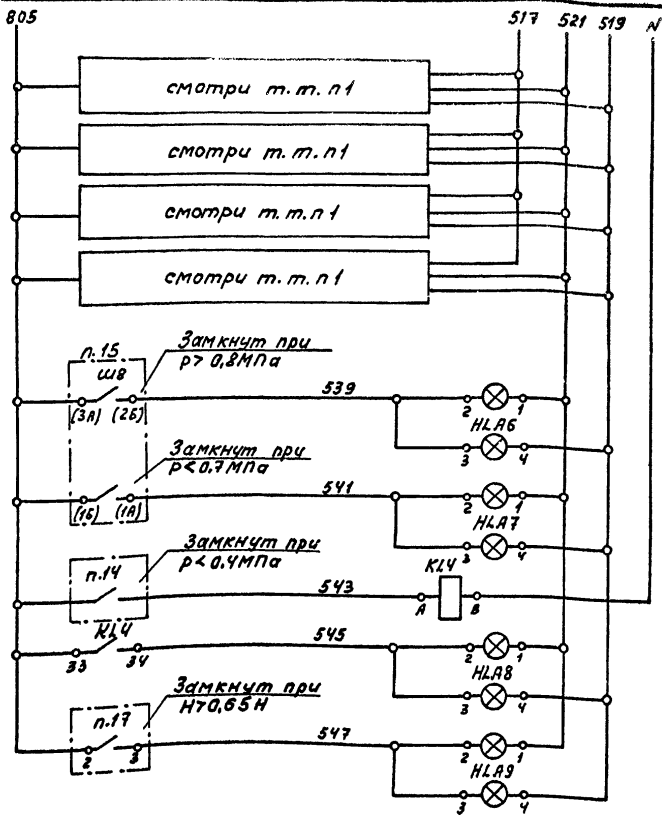 805 517 521 519 N
смотри т.т.п1
смотри т.т.п1
смотри т.т.п1
смотри т.т.п1
п.15
Ш8
Замкнут при
p> 0,8МПа
(3А) (2Б)
539
2 1
HLA6
3 4
Замкнут при
p<0,7МПа
(1Б) (1А)
541
2 1
HLA7
3 4
Замкнут при
p<0,4МПа
п.14
543
KL4
А В
KL4
33 34
545
2 1
HLA8
3 4
Замкнут при
H>0,65Н
п.17
2 3
547
2 1
HLA9
3 4